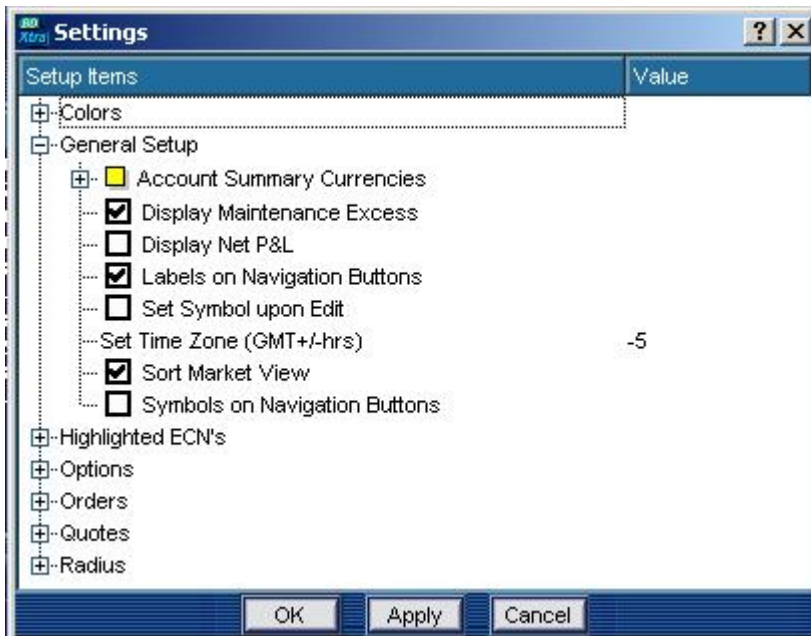 BD
Xtra Settings
Setup Items Value
Colors
General Setup
Account Summary Currencies
Display Maintenance Excess
Display Net P&L
Labels on Navigation Buttons
Set Symbol upon Edit
Set Time Zone (GMT+/-hrs) -5
Sort Market View
Symbols on Navigation Buttons
Highlighted ECN's
Options
Orders
Quotes
Radius
OK Apply Cancel